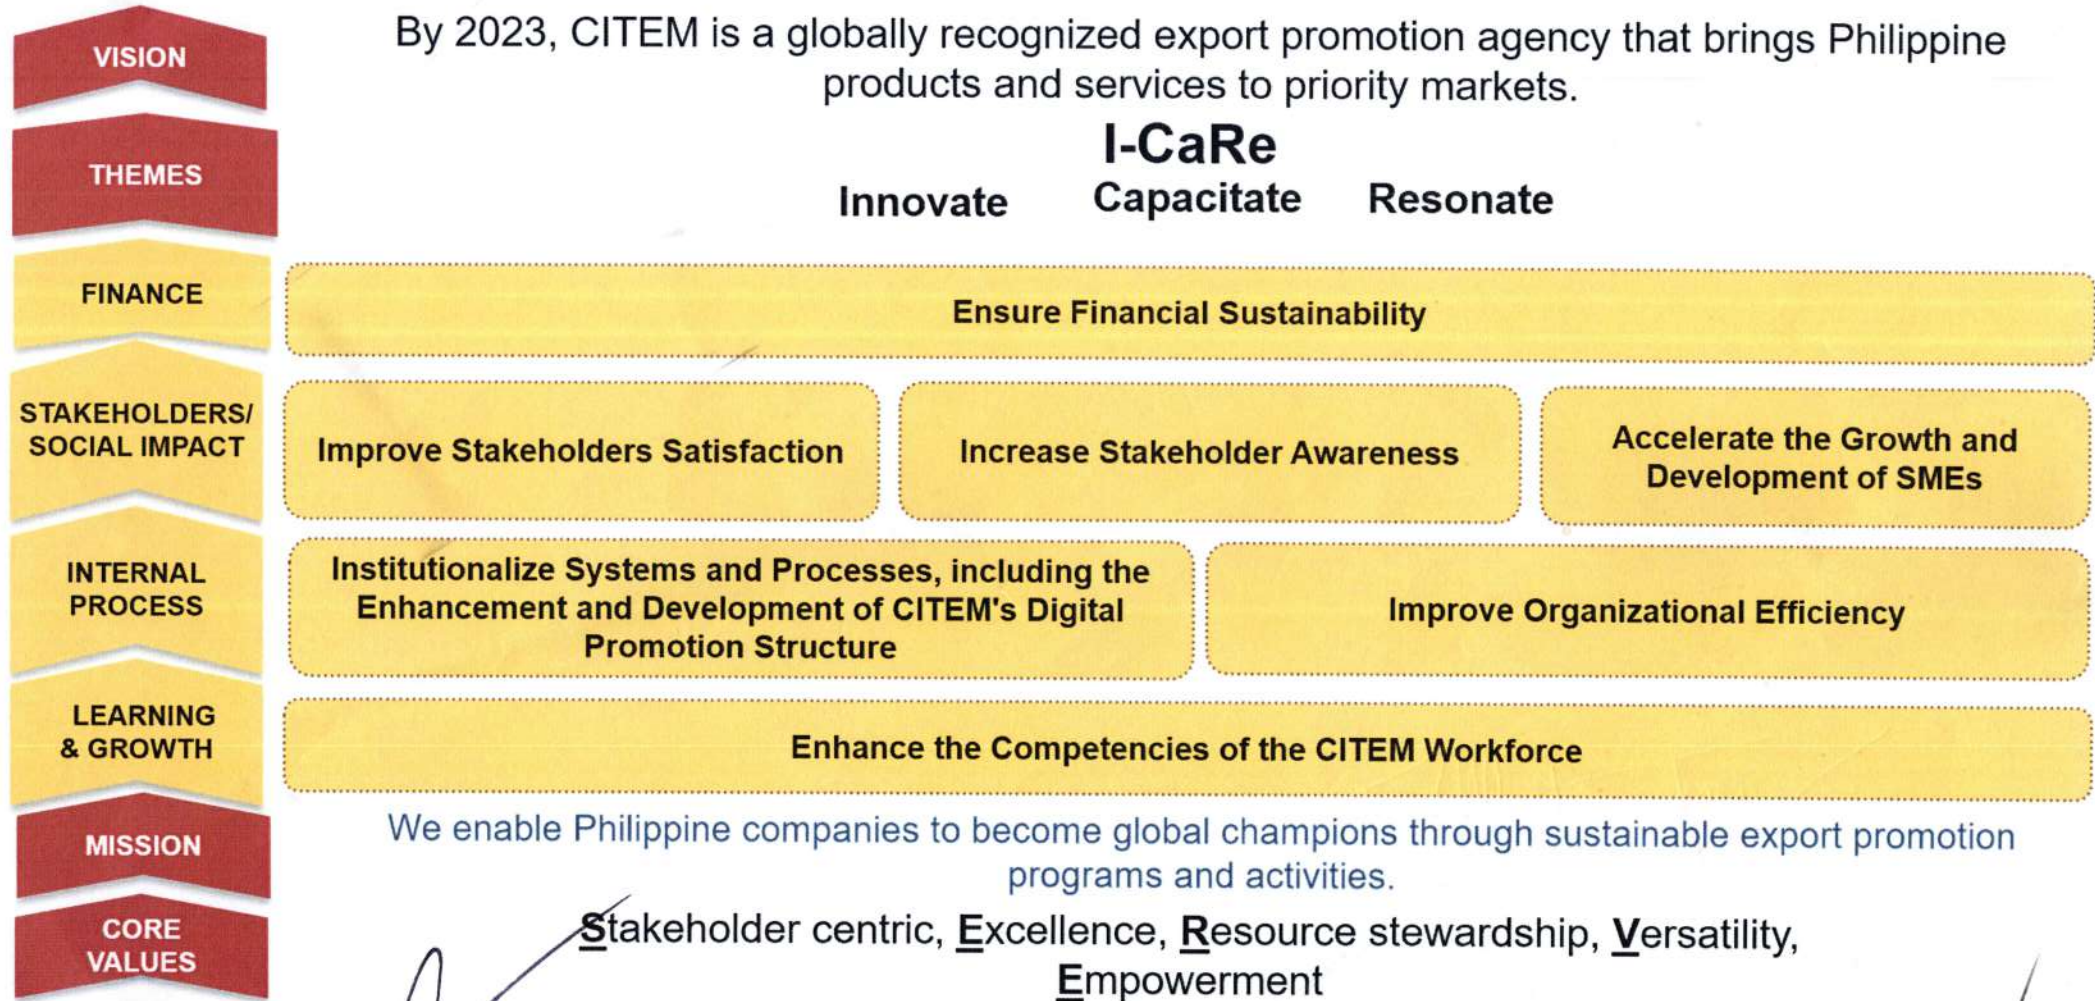 VISION
By 2023, CITEM is a globally recognized export promotion agency that brings Philippine
products and services to priority markets.
THEMES
I-CaRe
Innovate Capacitate Resonate
FINANCE
Ensure Financial Sustainability
STAKEHOLDERS/
SOCIAL IMPACT
Improve Stakeholders Satisfaction
Increase Stakeholder Awareness
Accelerate the Growth and
Development of SMEs
INTERNAL
PROCESS
Institutionalize Systems and Processes, including the
Enhancement and Development of CITEM's Digital
Promotion Structure
Improve Organizational Efficiency
LEARNING
& GROWTH
Enhance the Competencies of the CITEM Workforce
MISSION
We enable Philippine companies to become global champions through sustainable export promotion
programs and activities.
CORE
VALUES
Stakeholder centric, Excellence, Resource stewardship, Versatility,
Empowerment